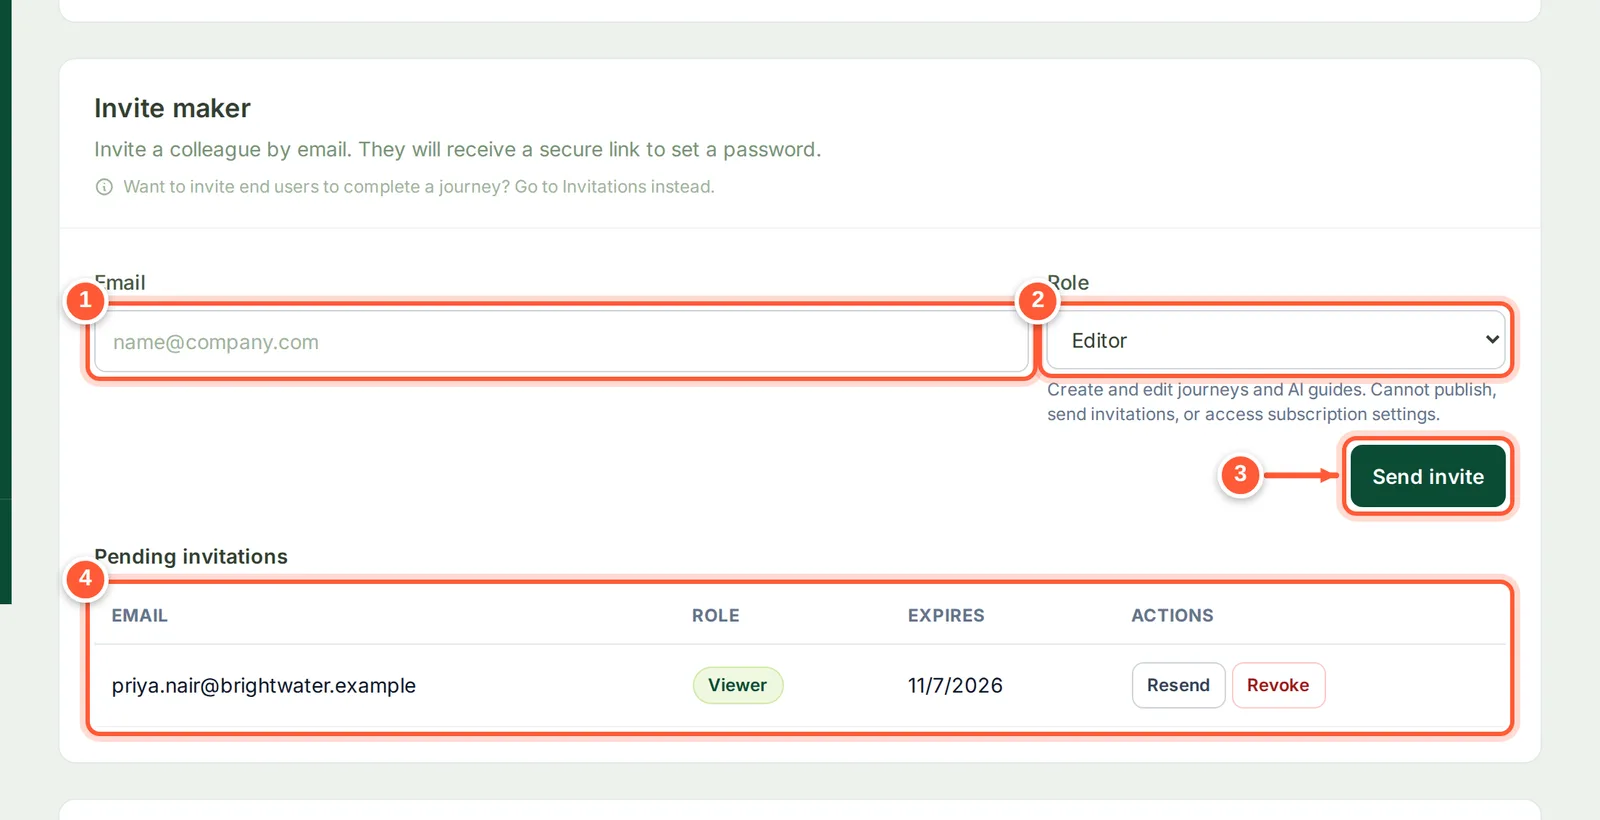 Invite maker
Invite a colleague by email. They will receive a secure link to set a password.
Want to invite end users to complete a journey? Go to Invitations instead.
Email
Role
1
2
name@company.com
Editor
Create and edit journeys and AI guides. Cannot publish,
send invitations, or access subscription settings.
3
Send invite
Pending invitations
4
EMAIL ROLE EXPIRES ACTIONS
priya.nair@brightwater.example Viewer 11/7/2026 Resend Revoke